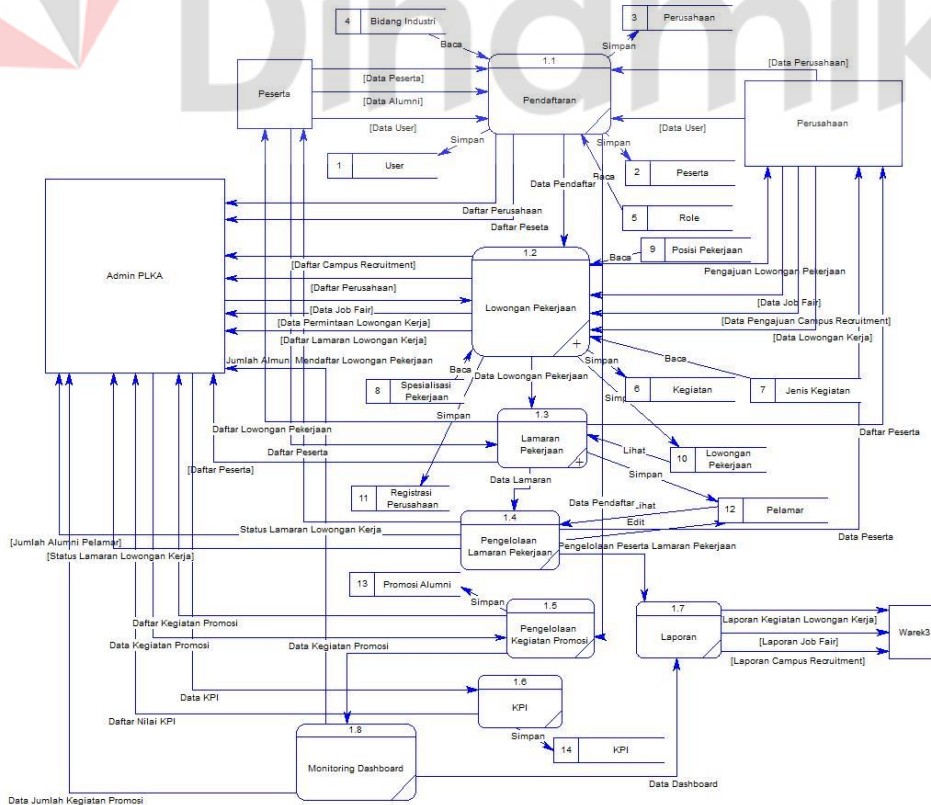 Dinamik
4 Bidang Industri
3 Perusahaan
Baca
Simpan
1.1
Pendaftaran
[Data Peserta]
[Data Alumni]
[Data User]
Peserta
[Data Perusahaan]
[Data User]
Perusahaan
Simpan
Simpan
1 User
2 Peserta
Baca
Data Pendaftar
5 Role
Daftar Perusahaan
Daftar Peseta
9 Posisi Pekerjaan
Baca
Admin PLKA
1.2
Lowongan Pekerjaan
[Daftar Campus Recruitment]
[Daftar Perusahaan]
[Data Job Fair]
[Data Permintaan Lowongan Kerja]
[Daftar Lamaran Lowongan Kerja]
Jumlah Almuni Mendaftar Lowongan Pekerjaan
Pengajuan Lowongan Pekerjaan
[Data Job Fair]
[Data Pengajuan Campus Recruitment]
[Data Lowongan Kerja]
Baca
Simpan
Baca
Data Lowongan Pekerjaan
8 Spesialisasi
Pekerjaan
6 Kegiatan
7 Jenis Kegiatan
Simpan
1.3
Lamaran
Pekerjaan
Daftar Lowongan Pekerjaan
Daftar Peserta
[Daftar Peserta]
Daftar Peserta
Lihat
10 Lowongan
Pekerjaan
Simpan
Data Lamaran
11 Registrasi
Perusahaan
Data Pendaftar
Lihat
12 Pelamar
Edit
1.4
Pengelolaan
Lamaran Pekerjaan
Status Lamaran Lowongan Kerja
[Jumlah Alumni Pelamar]
[Status Lamaran Lowongan Kerja]
Data Peserta
Pengelolaan Peserta Lamaran Pekerjaan
13 Promosi Alumni
Simpan
1.5
Pengelolaan
Kegiatan Promosi
Daftar Kegiatan Promosi
Data Kegiatan Promosi
Data Kegiatan Promosi
1.7
Laporan
[Laporan Kegiatan Lowongan Kerja]
[Laporan Job Fair]
[Laporan Campus Recruitment]
Warek3
1.6
KPI
Data KPI
Daftar Nilai KPI
Simpan
14 KPI
1.8
Monitoring Dashboard
Data Dashboard
Data Jumlah Kegiatan Promosi